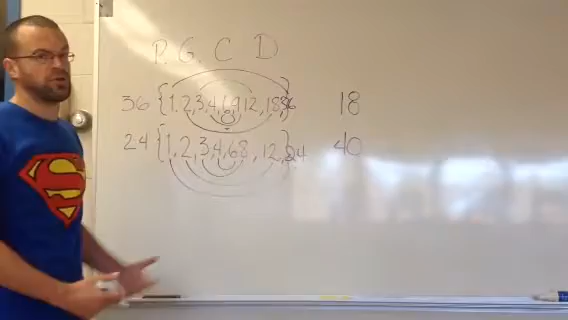 P. G. C D
36 {1, 2, 3, 4, 6, 9, 12, 18, 36} 18
8
24 {1, 2, 3, 4, 6, 8, 12, 24} 40